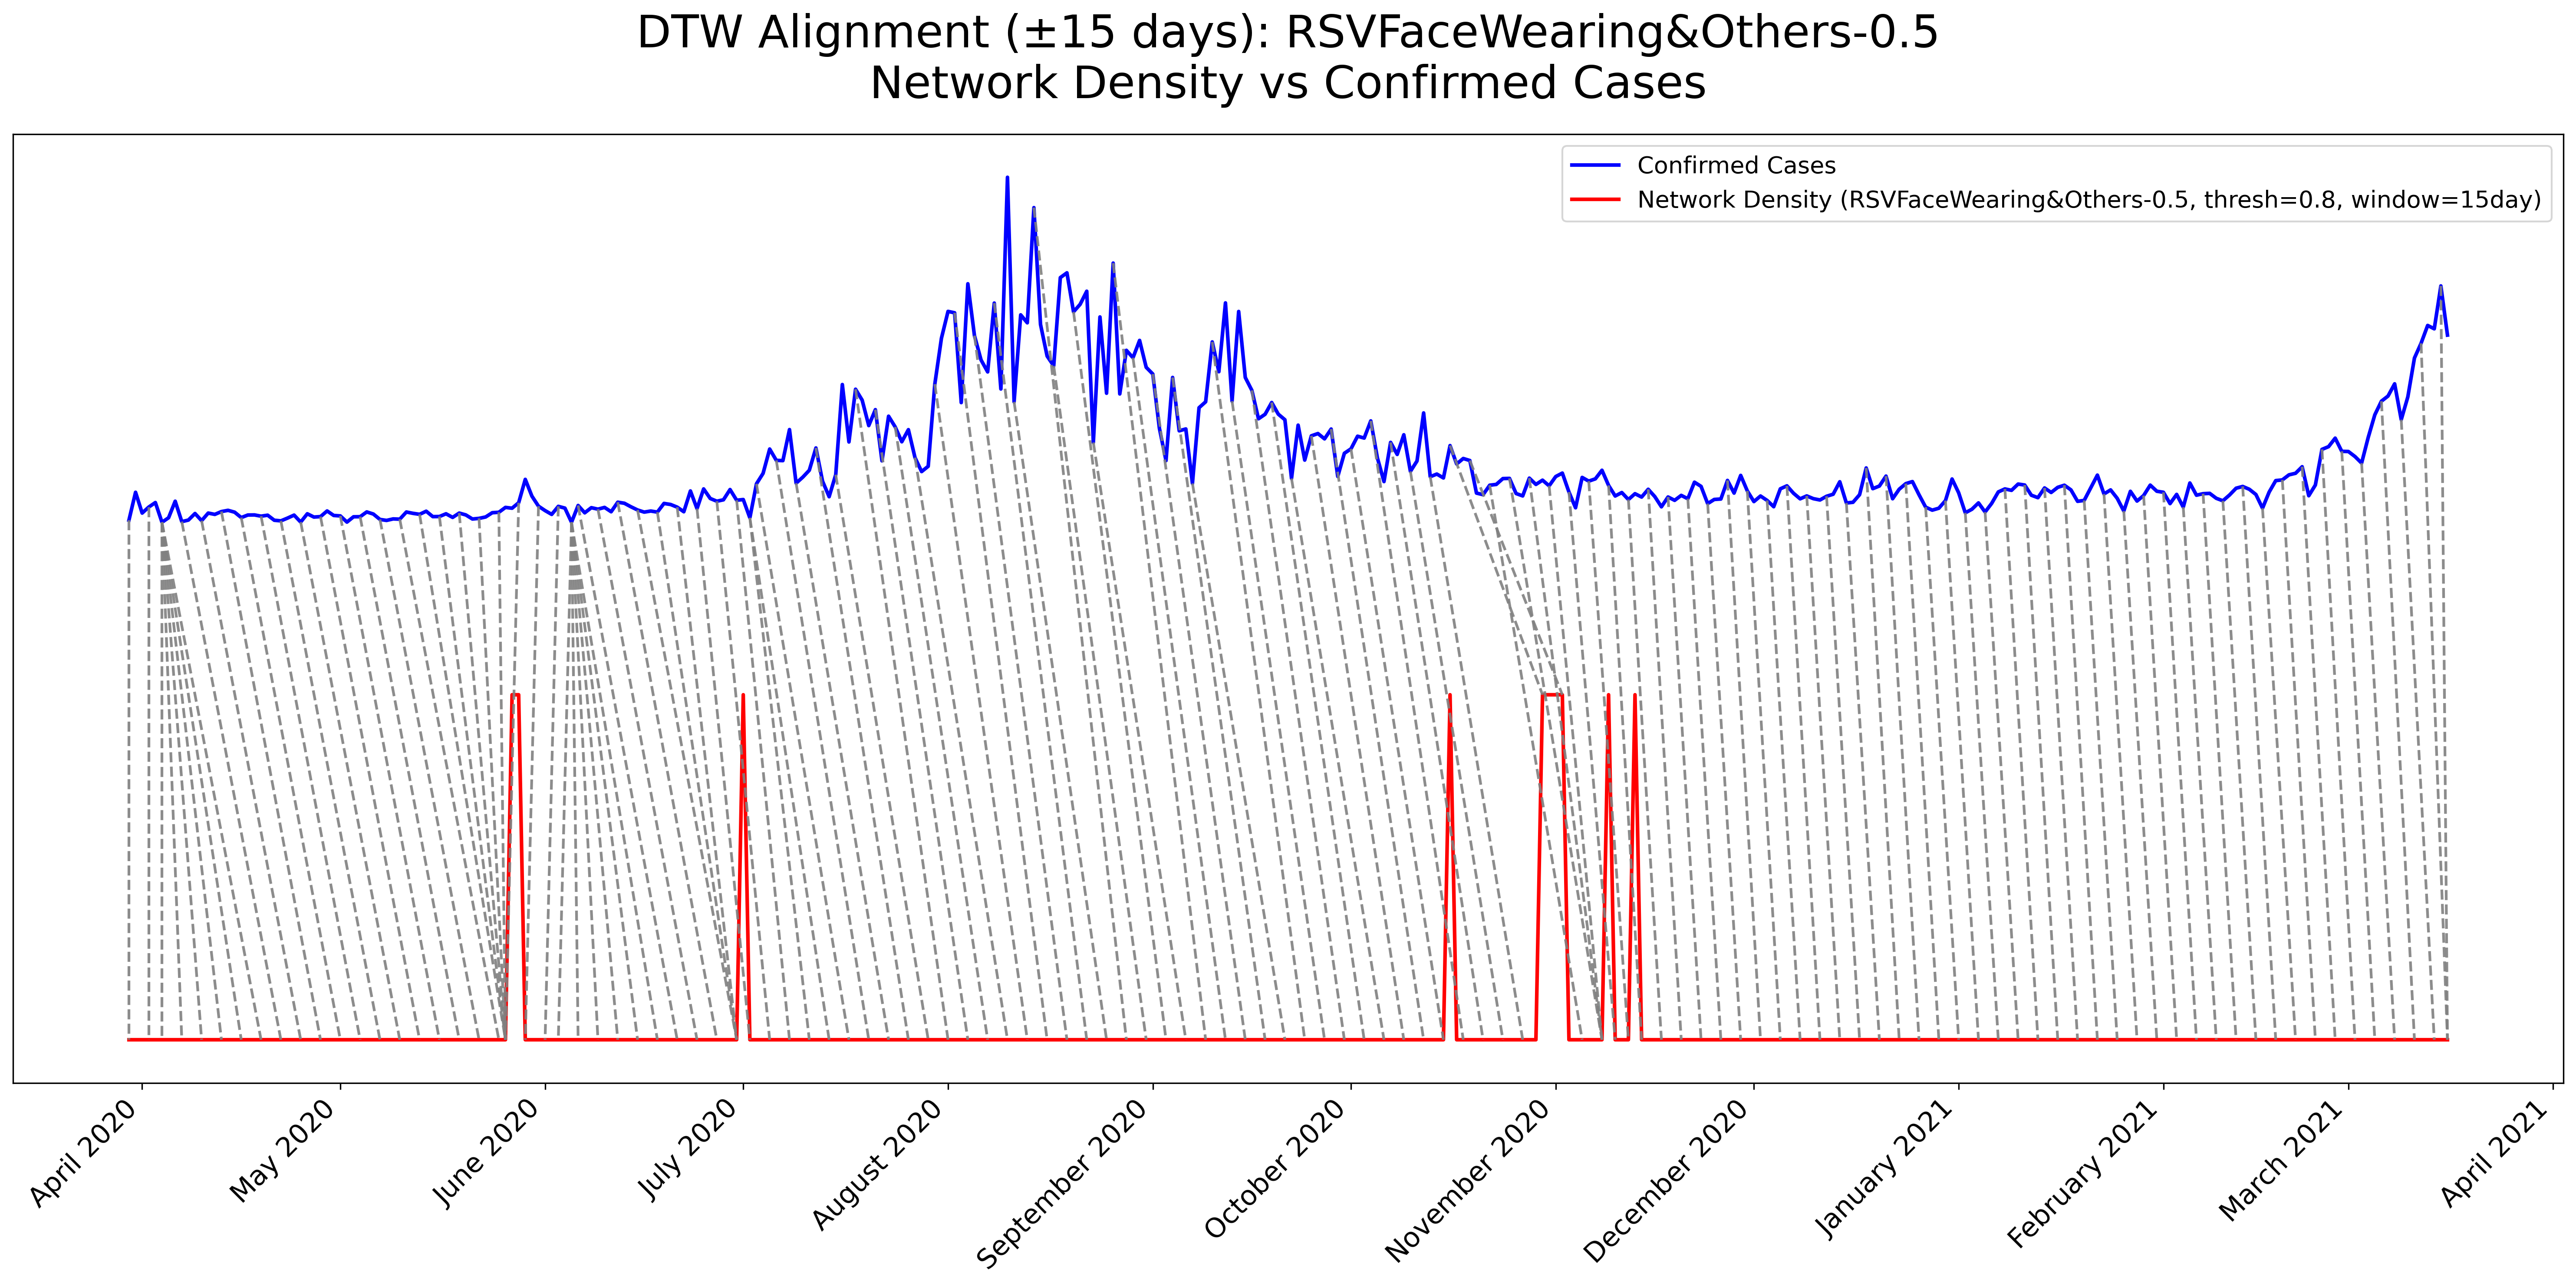 DTW Alignment (±15 days): RSVFaceWearing&Others-0.5
Network Density vs Confirmed Cases
Confirmed Cases
Network Density (RSVFaceWearing&Others-0.5, thresh=0.8, window=15day)
April 2020
May 2020
June 2020
July 2020
August 2020
September 2020
October 2020
November 2020
December 2020
January 2021
February 2021
March 2021
April 2021